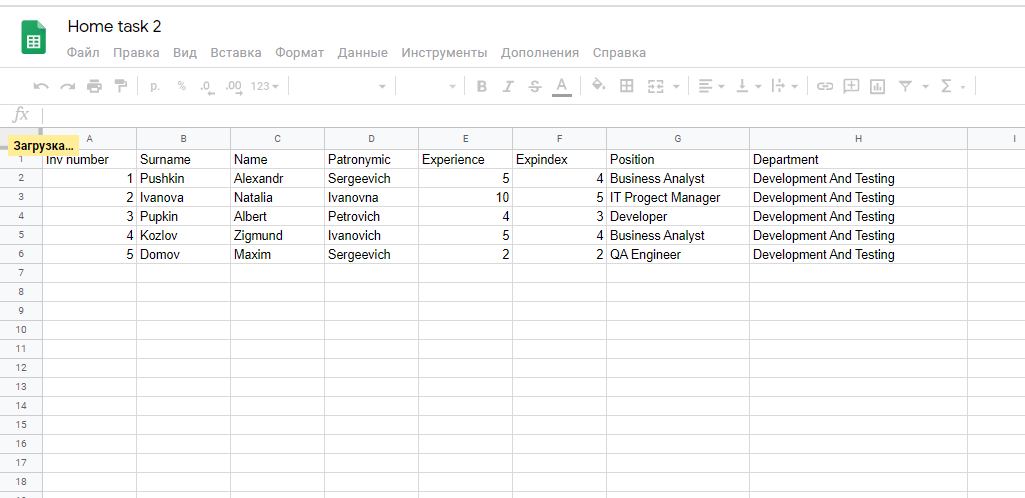 Home task 2
Файл Правка Вид Вставка Формат Данные Инструменты Дополнения Справка
р. % .0 .00 123 B I S A Σ
fx
Загрузка...
A B C D E F G H I
1 Inv number Surname Name Patronymic Experience Expindex Position Department
2 1 Pushkin Alexandr Sergeevich 5 4 Business Analyst Development And Testing
3 2 Ivanova Natalia Ivanovna 10 5 IT Progect Manager Development And Testing
4 3 Pupkin Albert Petrovich 4 3 Developer Development And Testing
5 4 Kozlov Zigmund Ivanovich 5 4 Business Analyst Development And Testing
6 5 Domov Maxim Sergeevich 2 2 QA Engineer Development And Testing
7
8
9
10
11
12
13
14
15
16
17
18